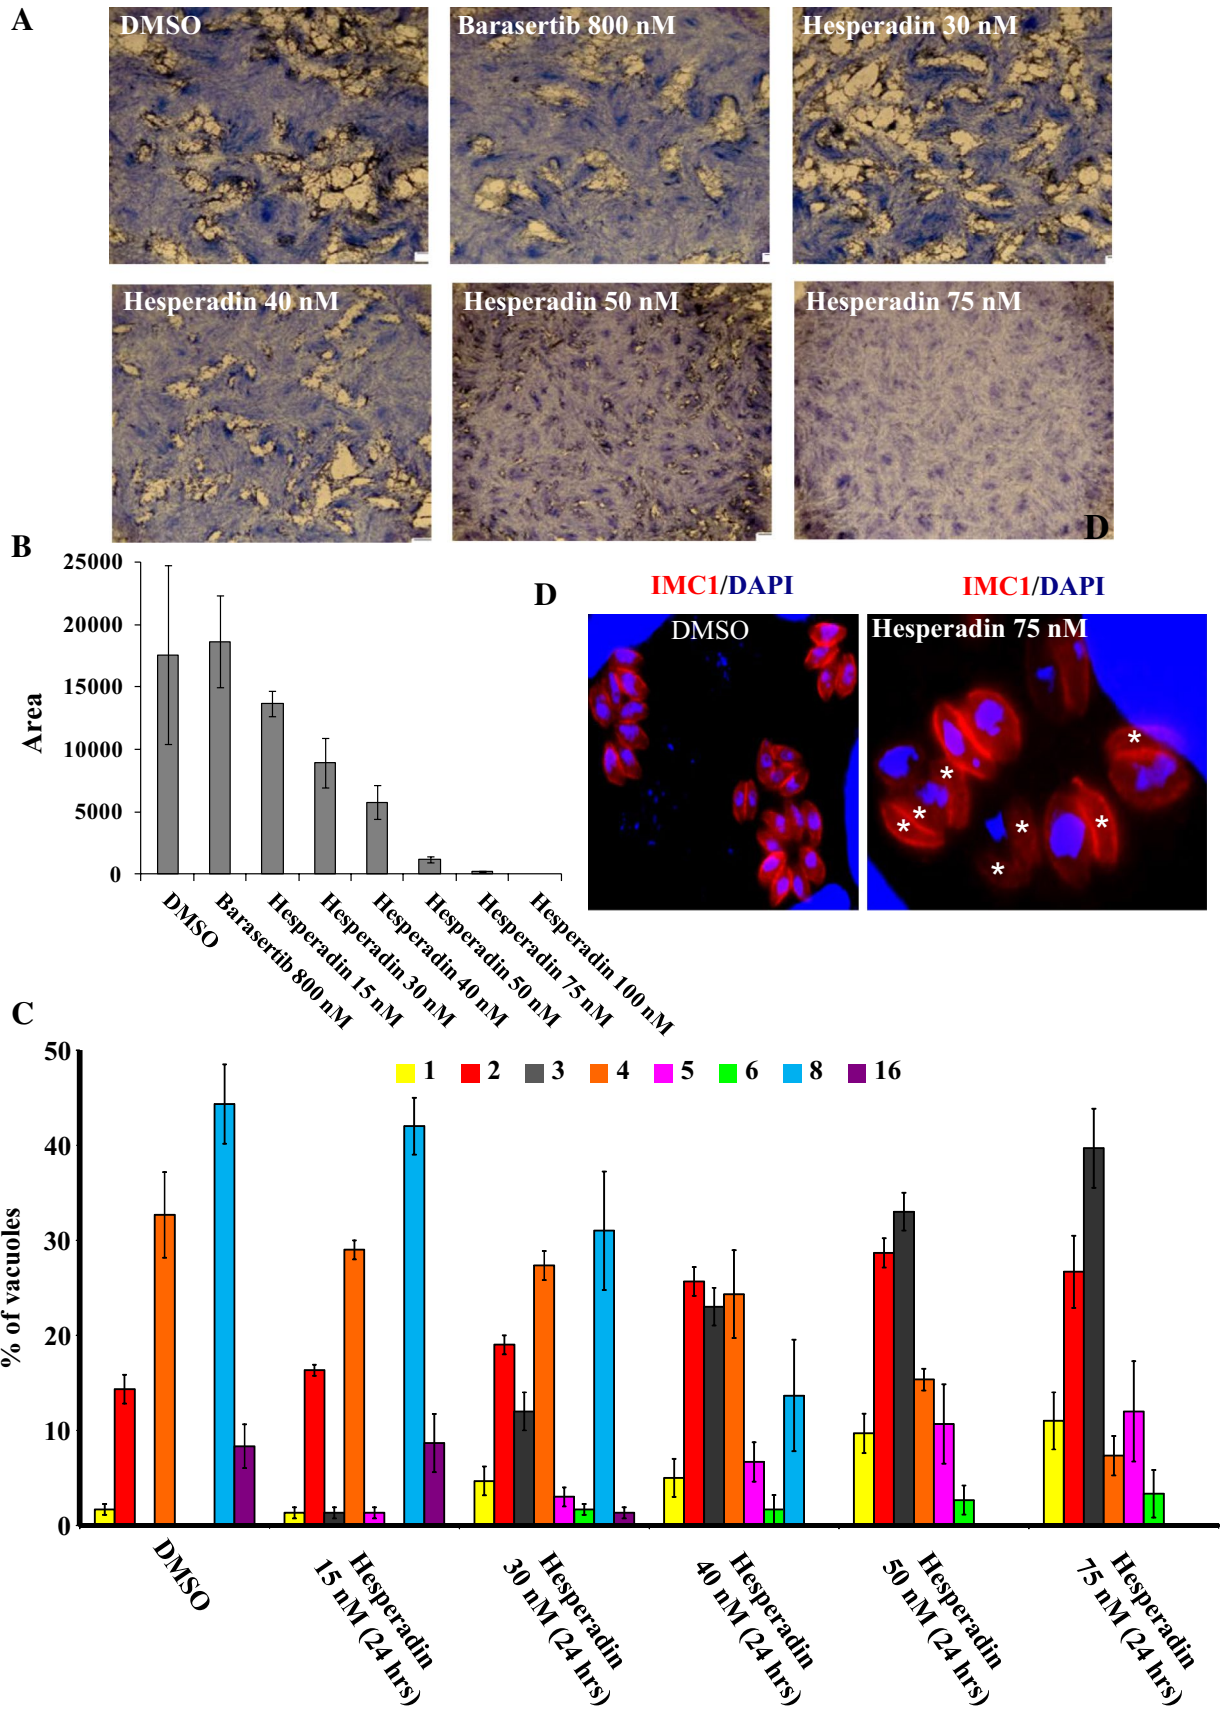 A
DMSO
Barasertib 800 nM
Hesperadin 30 nM
Hesperadin 40 nM
Hesperadin 50 nM
Hesperadin 75 nM
D
B
25000
20000
15000
10000
5000
0
Area
DMSO
Barasertib 800 nM
Hesperadin 15 nM
Hesperadin 30 nM
Hesperadin 40 nM
Hesperadin 50 nM
Hesperadin 75 nM
Hesperadin 100 nM
D
IMC1/DAPI
IMC1/DAPI
DMSO
Hesperadin 75 nM
*
*
*
*
*
*
*
C
50
40
30
20
10
0
% of vacuoles
1 2 3 4 5 6 8 16
DMSO
Hesperadin
15 nM (24 hrs)
Hesperadin
30 nM (24 hrs)
Hesperadin
40 nM (24 hrs)
Hesperadin
50 nM (24 hrs)
Hesperadin
75 nM (24 hrs)